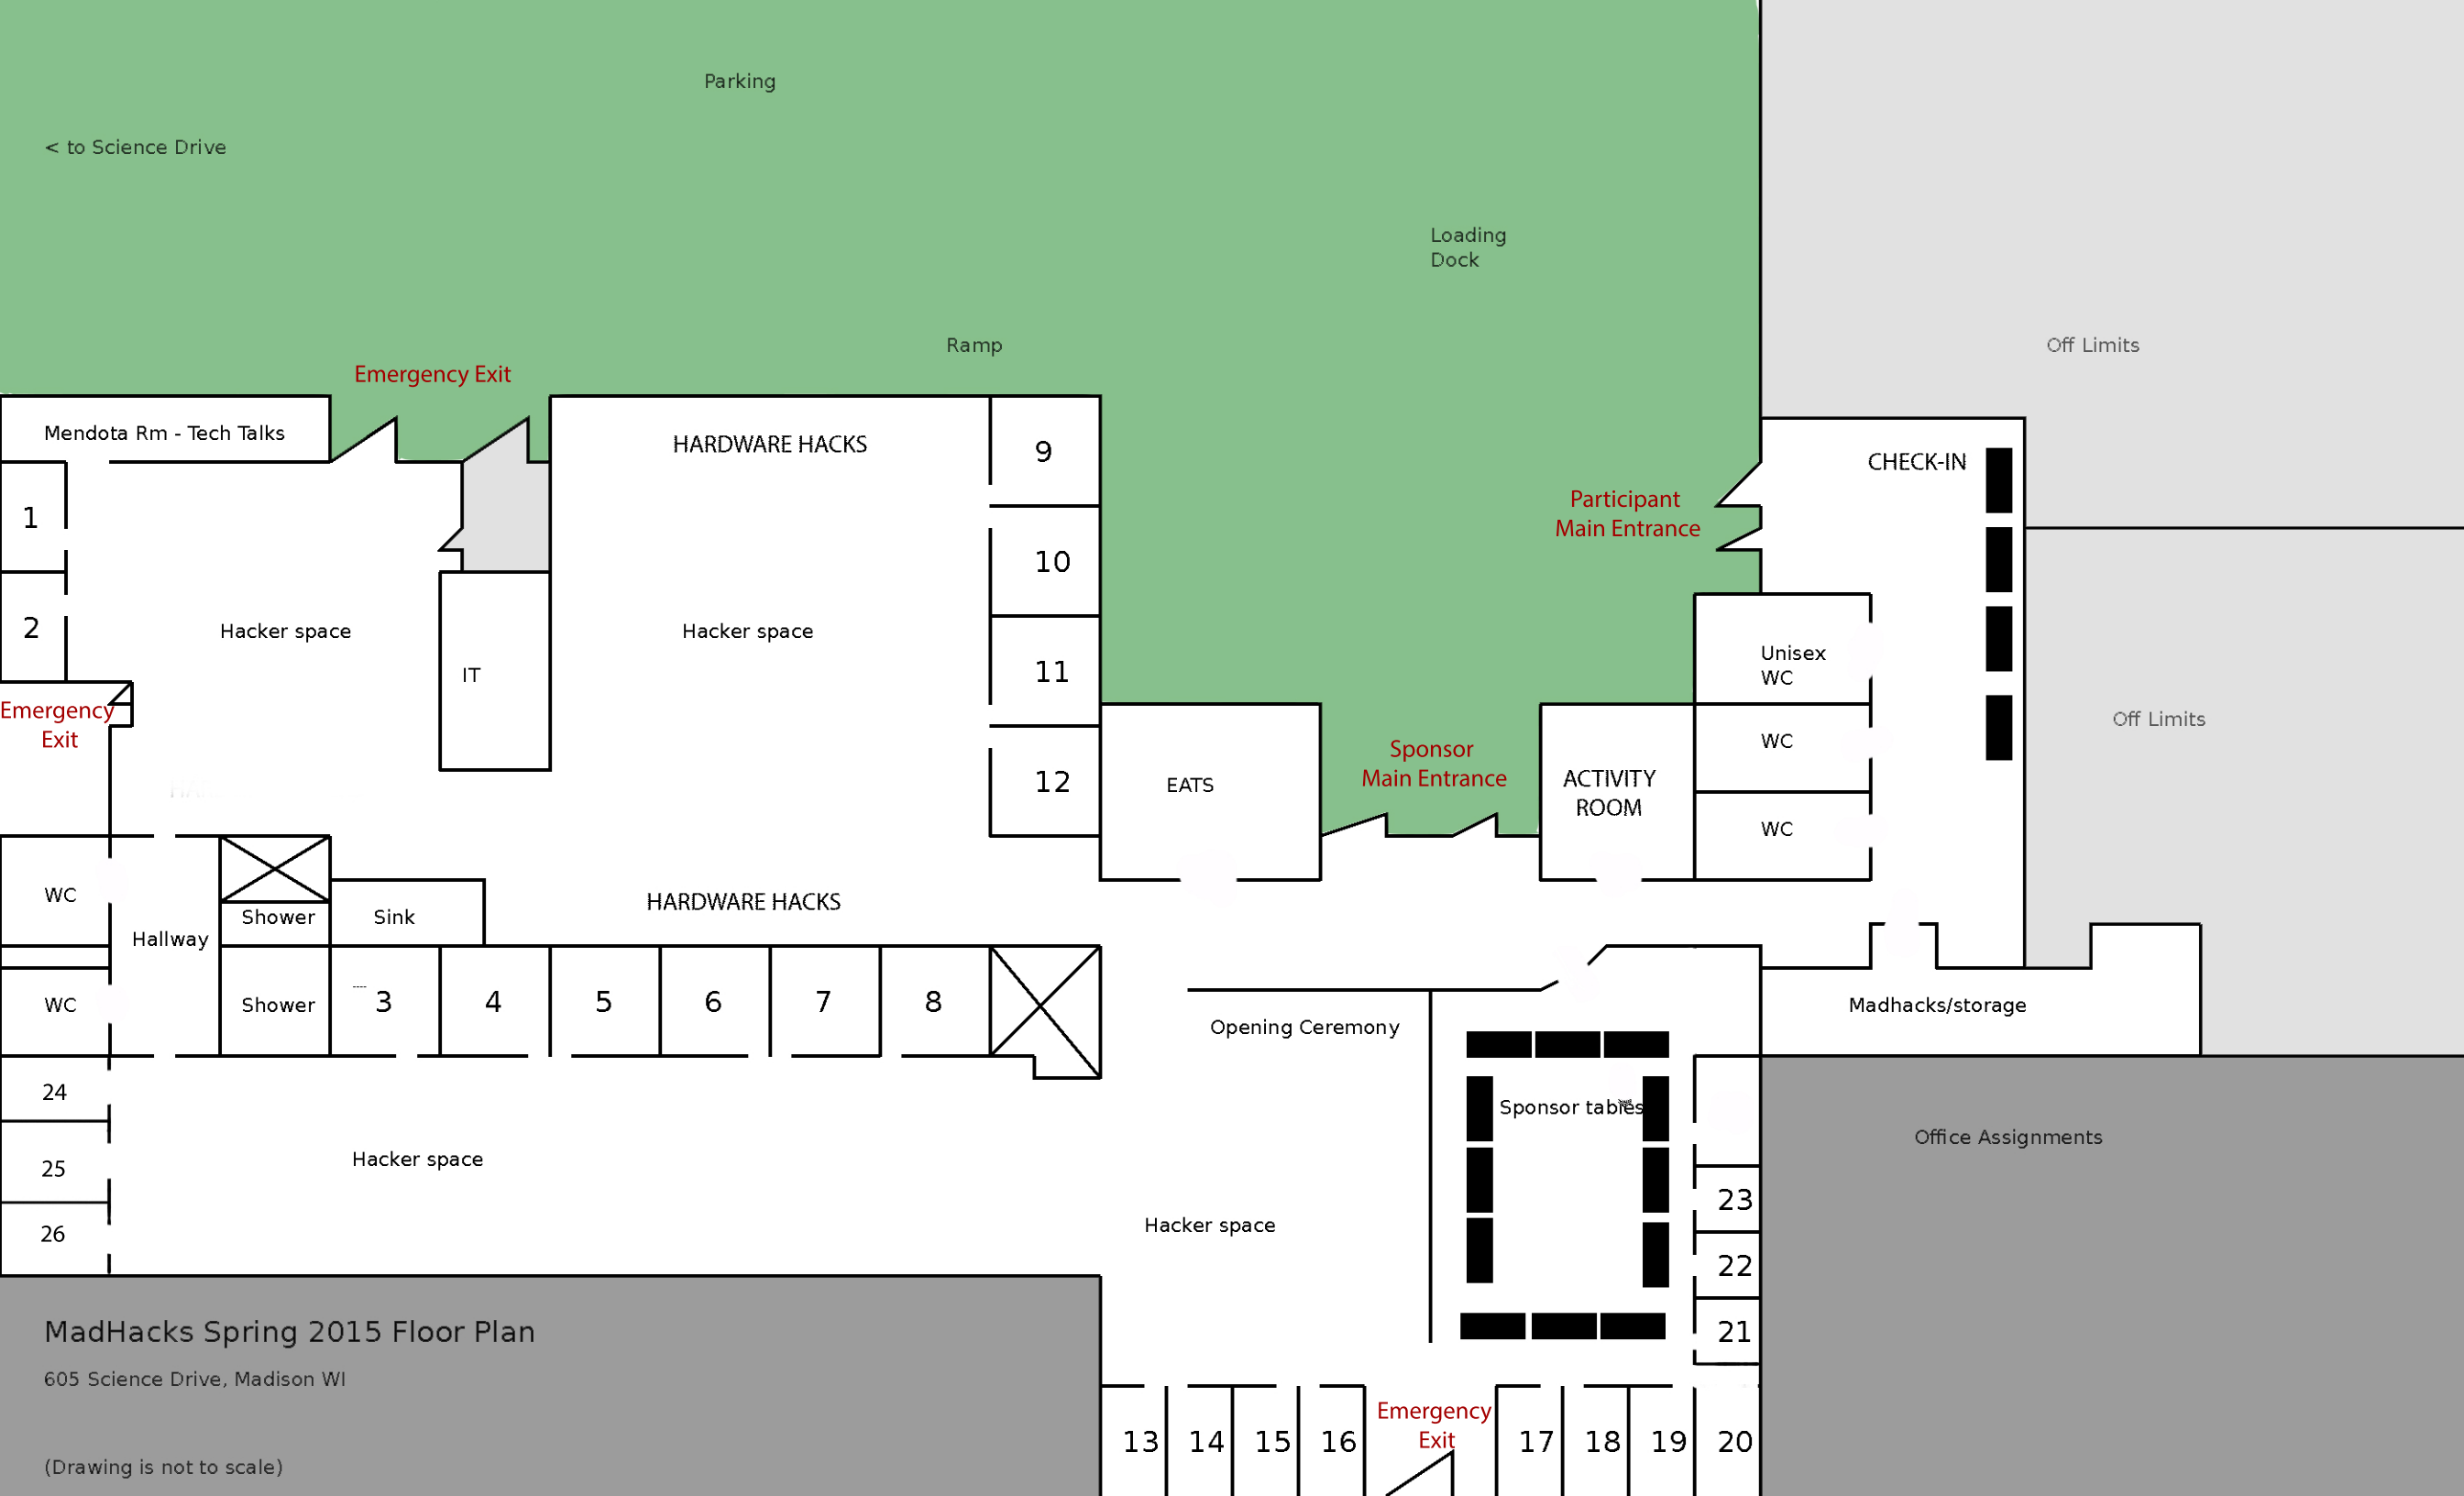 Parking
< to Science Drive
Loading
Dock
Ramp
Off Limits
Emergency Exit
Mendota Rm - Tech Talks
HARDWARE HACKS
9
CHECK-IN
Participant
Main Entrance
1
10
2
Hacker space
Hacker space
IT
11
Unisex
WC
Emergency
Exit
Off Limits
WC
Sponsor
Main Entrance
12
EATS
ACTIVITY
ROOM
WC
WC
HARDWARE HACKS
Shower
Sink
Hallway
WC
Shower
3
4
5
6
7
8
Madhacks/storage
Opening Ceremony
24
Sponsor tables
Office Assignments
25
Hacker space
23
26
Hacker space
22
21
MadHacks Spring 2015 Floor Plan
605 Science Drive, Madison WI
(Drawing is not to scale)
Emergency
Exit
13
14
15
16
17
18
19
20